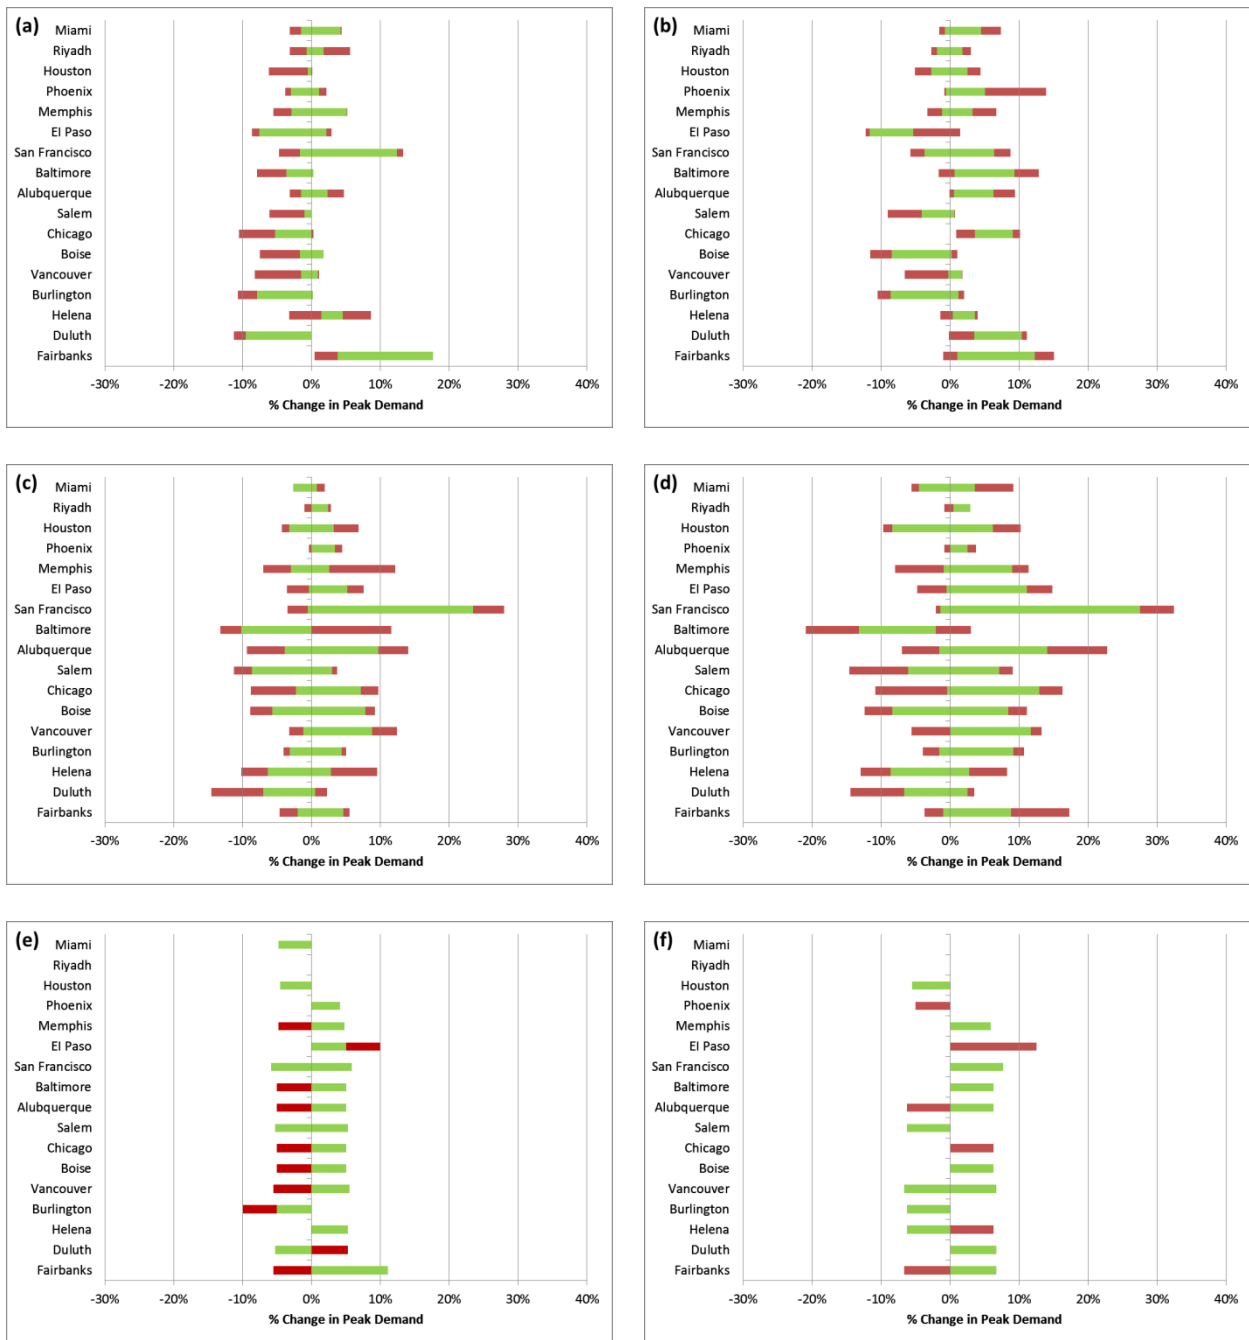 (a)
Miami
Riyadh
Houston
Phoenix
Memphis
El Paso
San Francisco
Baltimore
Alubquerque
Salem
Chicago
Boise
Vancouver
Burlington
Helena
Duluth
Fairbanks
-30% -20% -10% 0% 10% 20% 30% 40%
% Change in Peak Demand
(b)
Miami
Riyadh
Houston
Phoenix
Memphis
El Paso
San Francisco
Baltimore
Alubquerque
Salem
Chicago
Boise
Vancouver
Burlington
Helena
Duluth
Fairbanks
-30% -20% -10% 0% 10% 20% 30% 40%
% Change in Peak Demand
(c)
Miami
Riyadh
Houston
Phoenix
Memphis
El Paso
San Francisco
Baltimore
Alubquerque
Salem
Chicago
Boise
Vancouver
Burlington
Helena
Duluth
Fairbanks
-30% -20% -10% 0% 10% 20% 30% 40%
% Change in Peak Demand
(d)
Miami
Riyadh
Houston
Phoenix
Memphis
El Paso
San Francisco
Baltimore
Alubquerque
Salem
Chicago
Boise
Vancouver
Burlington
Helena
Duluth
Fairbanks
-30% -20% -10% 0% 10% 20% 30% 40%
% Change in Peak Demand
(e)
Miami
Riyadh
Houston
Phoenix
Memphis
El Paso
San Francisco
Baltimore
Alubquerque
Salem
Chicago
Boise
Vancouver
Burlington
Helena
Duluth
Fairbanks
-30% -20% -10% 0% 10% 20% 30% 40%
% Change in Peak Demand
(f)
Miami
Riyadh
Houston
Phoenix
Memphis
El Paso
San Francisco
Baltimore
Alubquerque
Salem
Chicago
Boise
Vancouver
Burlington
Helena
Duluth
Fairbanks
-30% -20% -10% 0% 10% 20% 30% 40%
% Change in Peak Demand